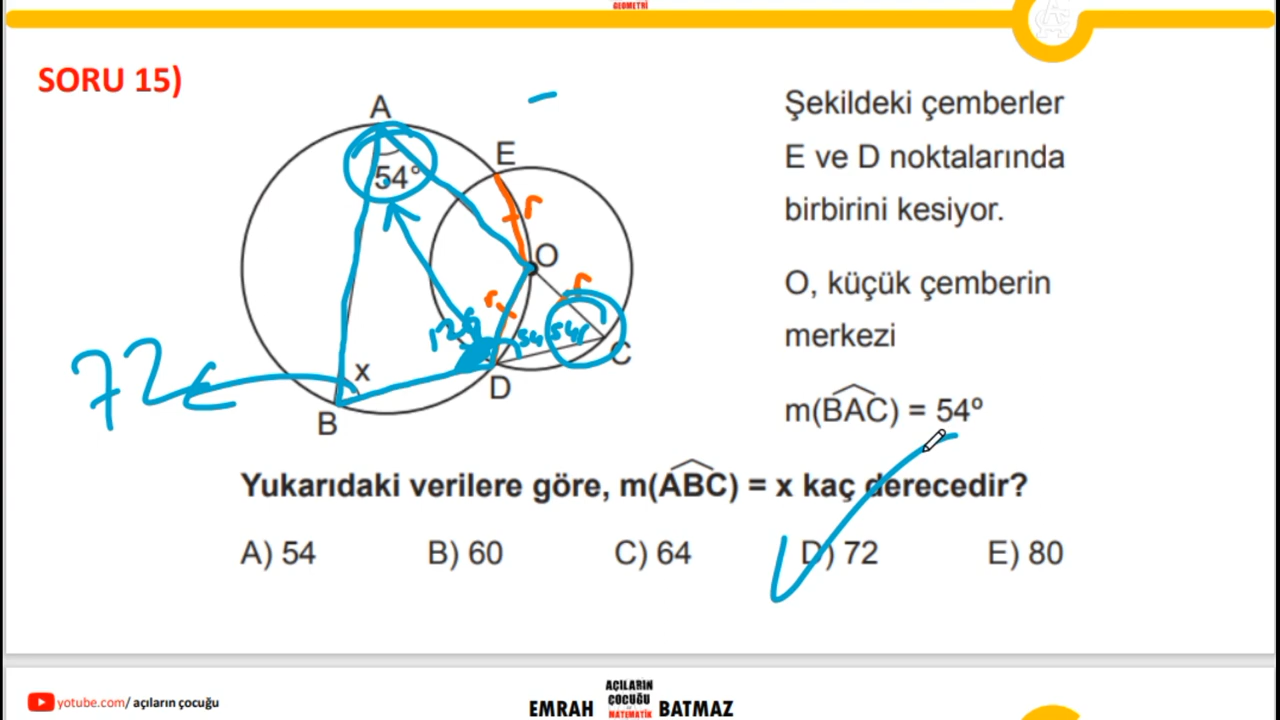 GEOMETRİ
SORU 15)
A
E
54°
r
O
r
r
126
54
54
C
x
D
B
72
Şekildeki çemberler
E ve D noktalarında
birbirini kesiyor.
O, küçük çemberin
merkezi
m(BAC) = 54º
Yukarıdaki verilere göre, m(ABC) = x kaç derecedir?
A) 54 B) 60 C) 64 D) 72 E) 80
yotube.com/ açıların çocuğu
EMRAH AÇILARIN ÇOCUĞU MATEMATİK BATMAZ